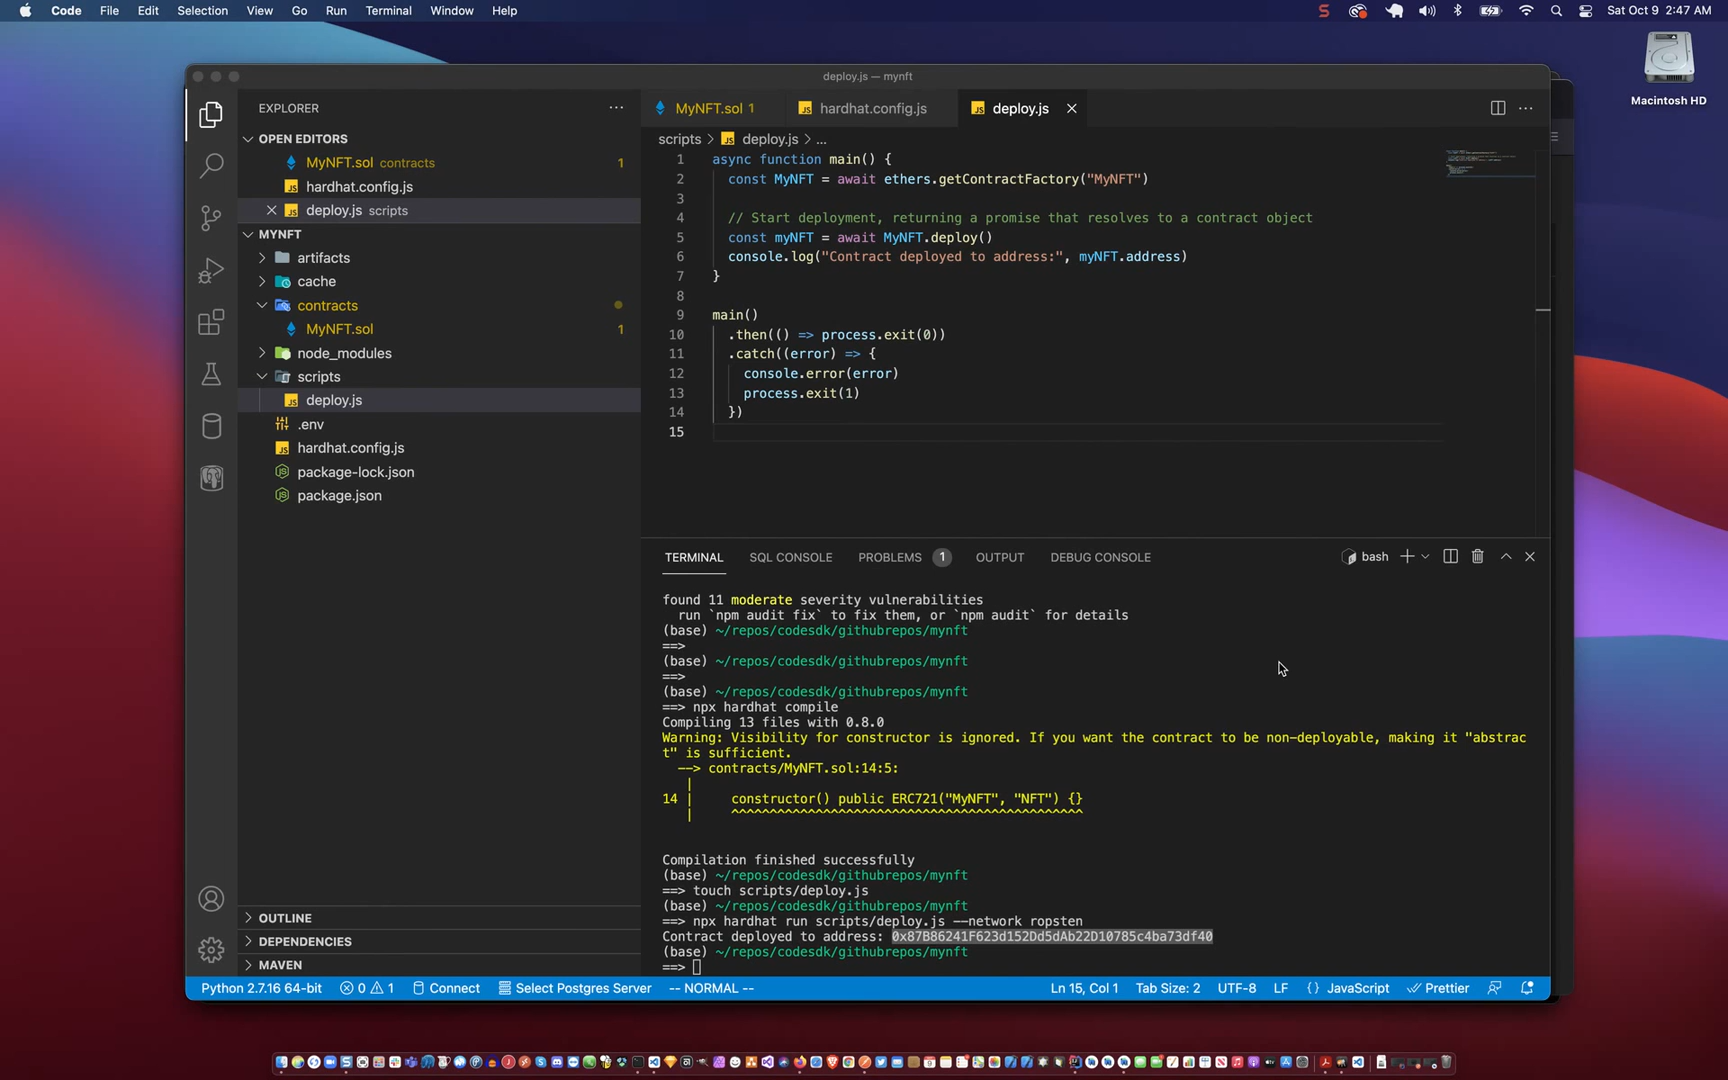 Code File Edit Selection View Go Run Terminal Window Help
Sat Oct 9 2:47 AM
Macintosh HD
deploy.js — mynft
EXPLORER
OPEN EDITORS
MyNFT.sol contracts 1
hardhat.config.js
deploy.js scripts
MYNFT
artifacts
cache
contracts
MyNFT.sol 1
node_modules
scripts
deploy.js
.env
hardhat.config.js
package-lock.json
package.json
OUTLINE
DEPENDENCIES
MAVEN
MyNFT.sol 1 hardhat.config.js deploy.js
scripts > deploy.js > ...
1 async function main() {
2 const MyNFT = await ethers.getContractFactory("MyNFT")
3
4 // Start deployment, returning a promise that resolves to a contract object
5 const myNFT = await MyNFT.deploy()
6 console.log("Contract deployed to address:", myNFT.address)
7 }
8
9 main()
10 .then(() => process.exit(0))
11 .catch((error) => {
12 console.error(error)
13 process.exit(1)
14 })
15
TERMINAL SQL CONSOLE PROBLEMS 1 OUTPUT DEBUG CONSOLE
bash
found 11 moderate severity vulnerabilities
run `npm audit fix` to fix them, or `npm audit` for details
(base) ~/repos/codesdk/githubrepos/mynft
==>
(base) ~/repos/codesdk/githubrepos/mynft
==>
(base) ~/repos/codesdk/githubrepos/mynft
==> npx hardhat compile
Compiling 13 files with 0.8.0
Warning: Visibility for constructor is ignored. If you want the contract to be non-deployable, making it "abstrac
t" is sufficient.
--> contracts/MyNFT.sol:14:5:
|
14 | constructor() public ERC721("MyNFT", "NFT") {}
| ^^^^^^^^^^^^^^^^^^^^^^^^^^^^^^^^^^^^^^^^^^^^^^
Compilation finished successfully
(base) ~/repos/codesdk/githubrepos/mynft
==> touch scripts/deploy.js
(base) ~/repos/codesdk/githubrepos/mynft
==> npx hardhat run scripts/deploy.js --network ropsten
Contract deployed to address: 0x87B86241F623d152Dd5dAb22D10785c4ba73df40
(base) ~/repos/codesdk/githubrepos/mynft
==>
Python 2.7.16 64-bit 0 1 Connect Select Postgres Server -- NORMAL -- Ln 15, Col 1 Tab Size: 2 UTF-8 LF {} JavaScript Prettier